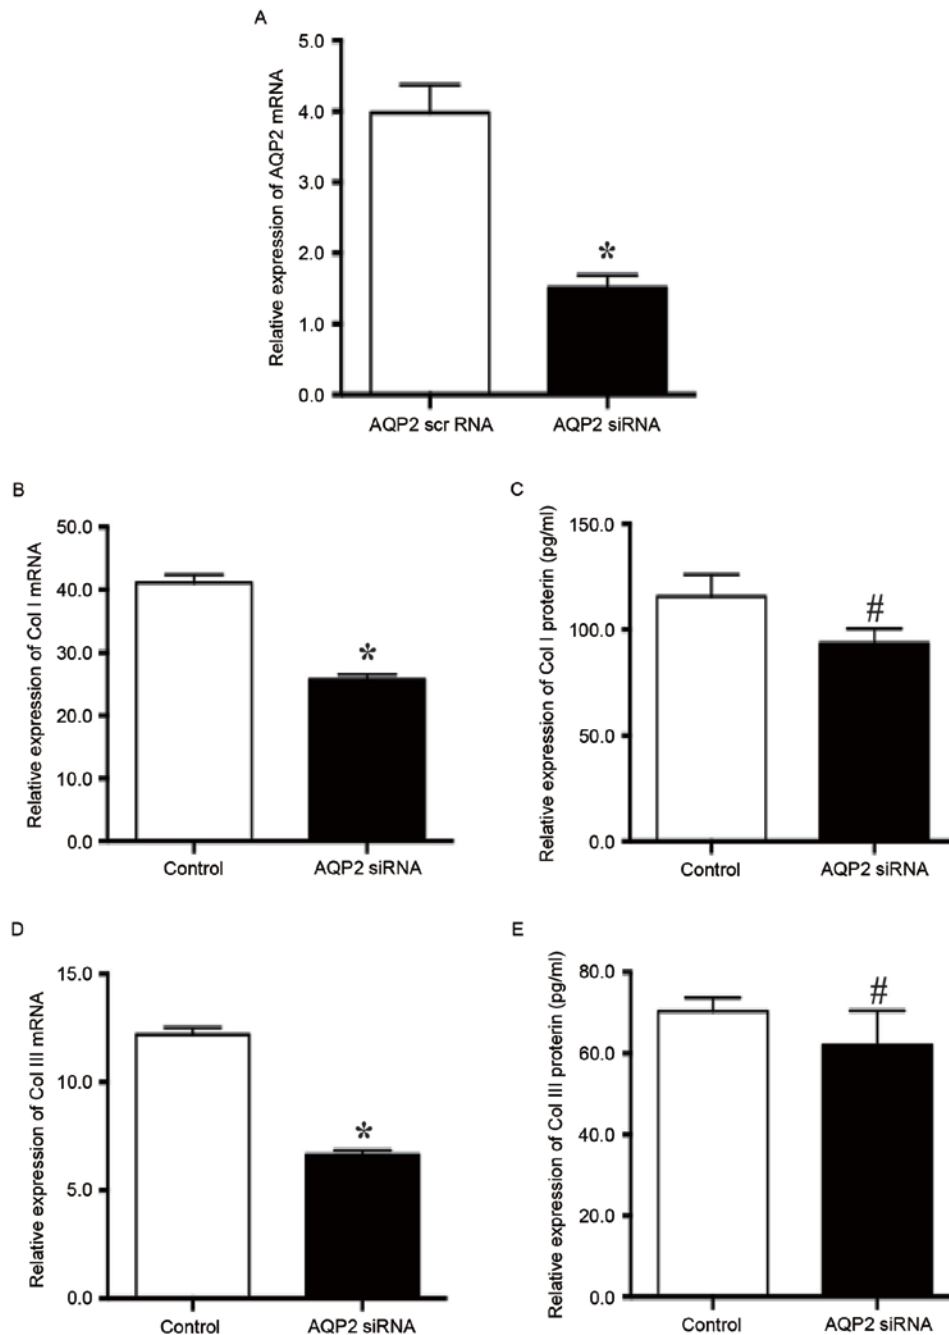 A
Relative expression of AQP2 mRNA
5.0
4.0
3.0
2.0
1.0
0.0
*
AQP2 scr RNA
AQP2 siRNA
B
Relative expression of Col I mRNA
50.0
40.0
30.0
20.0
10.0
0.0
*
Control
AQP2 siRNA
C
Relative expression of Col I proterin (pg/ml)
150.0
100.0
50.0
0.0
#
Control
AQP2 siRNA
D
Relative expression of Col III mRNA
15.0
10.0
5.0
0.0
*
Control
AQP2 siRNA
E
Relative expression of Col III proterin (pg/ml)
80.0
60.0
40.0
20.0
0.0
#
Control
AQP2 siRNA